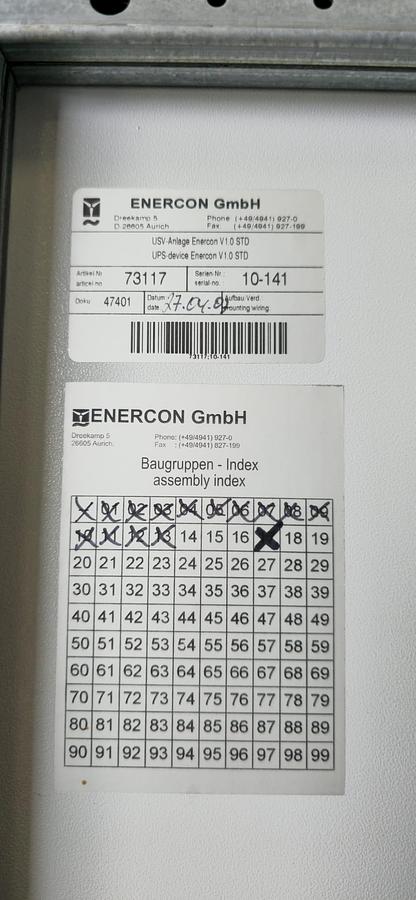 ENERCON GmbH
Dreekamp 5 Phone (+49/4941) 927-0
D-26605 Aurich Fax: (+49/4941) 927-199
USV-Anlage Enercon V1.0 STD
UPS-device Enercon V1.0 STD
Artikel Nr. 73117 Serien-Nr.: 10-141
articel no serial-no.
Doku 47401 Datum 27.04. Aufbau Verd.
date mounting wiring
73117;10-141
ENERCON GmbH
Dreekamp 5 Phone: (+49/4941) 927-0
26605 Aurich. Fax : (+49/4941) 827-199
Baugruppen - Index
assembly index
01 02 03 04 05 06 07 08 09
10 11 12 13 14 15 16 18 19
20 21 22 23 24 25 26 27 28 29
30 31 32 33 34 35 36 37 38 39
40 41 42 43 44 45 46 47 48 49
50 51 52 53 54 55 56 57 58 59
60 61 62 63 64 65 66 67 68 69
70 71 72 73 74 75 76 77 78 79
80 81 82 83 84 85 86 87 88 89
90 91 92 93 94 95 96 97 98 99